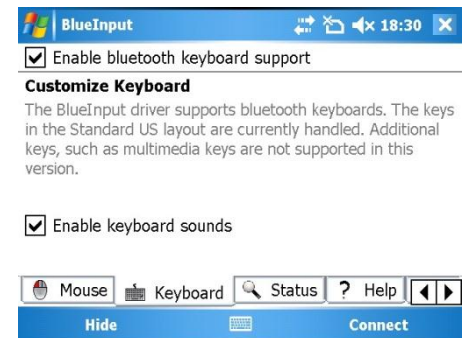 BlueInput 18:30
Enable bluetooth keyboard support
Customize Keyboard
The BlueInput driver supports bluetooth keyboards. The keys
in the Standard US layout are currently handled. Additional
keys, such as multimedia keys are not supported in this
version.
Enable keyboard sounds
Mouse Keyboard Status ? Help
Hide Connect